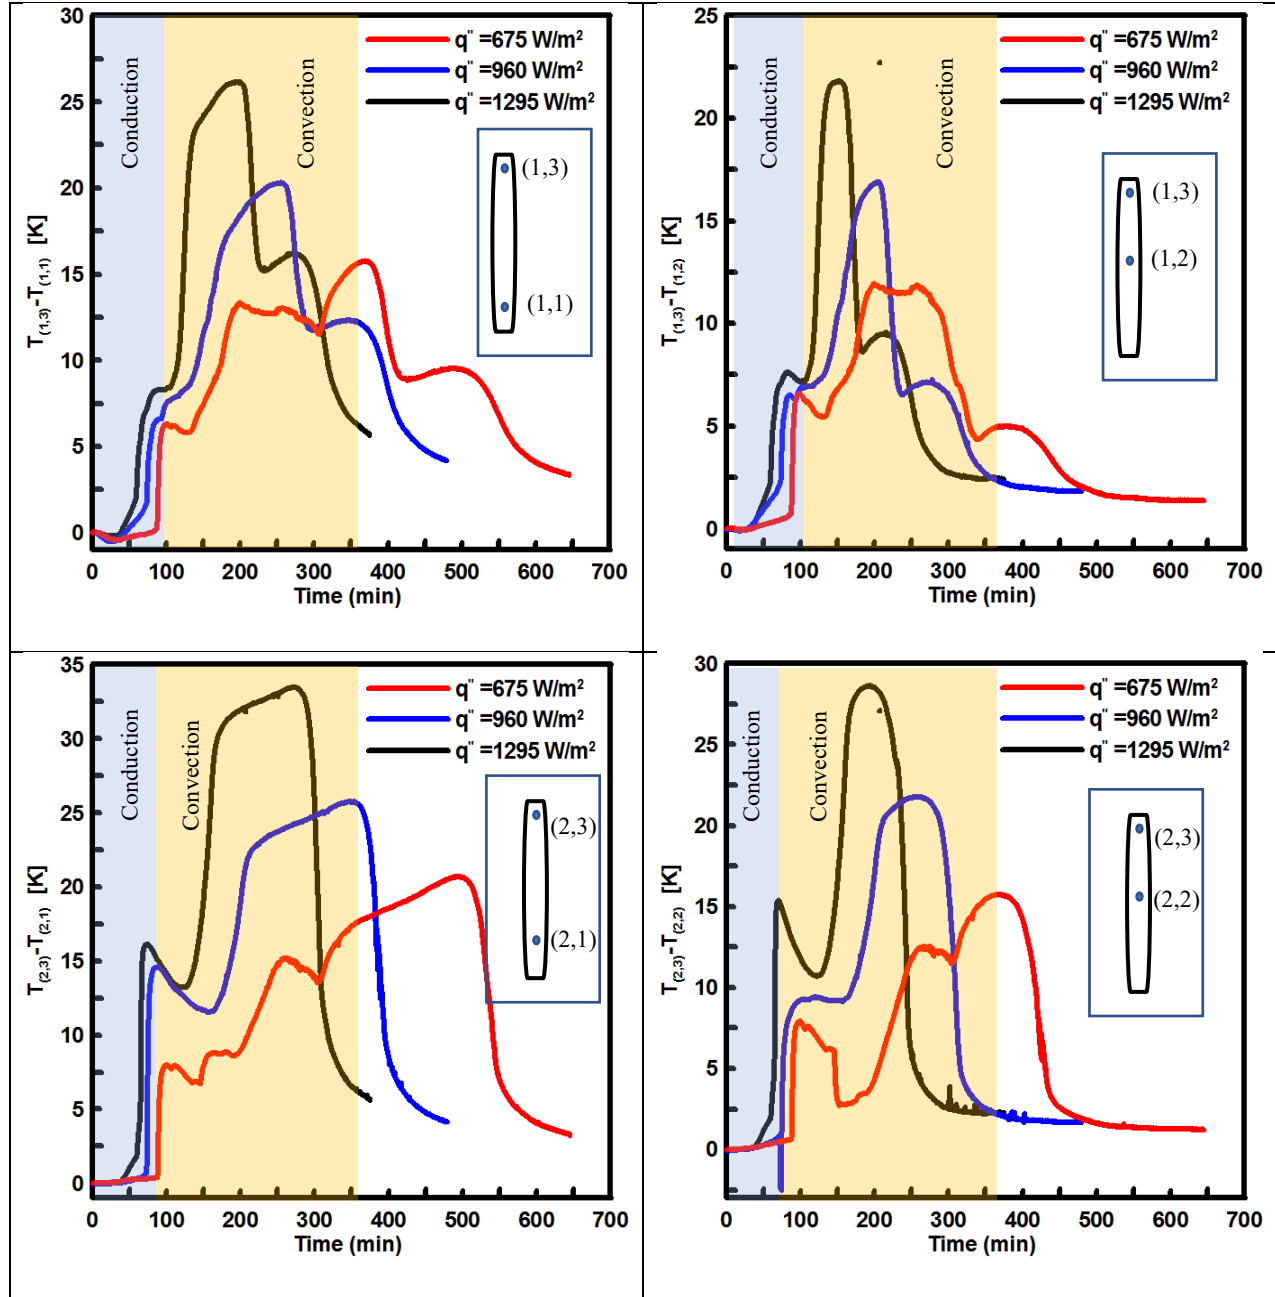 30
25
20
15
10
5
0
T(1,3)-T(1,1) [K]
Conduction
Convection
q" =675 W/m²
q" =960 W/m²
q" =1295 W/m²
(1,3)
(1,1)
0 100 200 300 400 500 600 700
Time (min)
25
20
15
10
5
0
T(1,3)-T(1,2) [K]
Conduction
Convection
q" =675 W/m²
q" =960 W/m²
q" =1295 W/m²
(1,3)
(1,2)
0 100 200 300 400 500 600 700
Time (min)
35
30
25
20
15
10
5
0
T(2,3)-T(2,1) [K]
Conduction
Convection
q" =675 W/m²
q" =960 W/m²
q" =1295 W/m²
(2,3)
(2,1)
0 100 200 300 400 500 600 700
Time (min)
30
25
20
15
10
5
0
T(2,3)-T(2,2) [K]
Conduction
Convection
q" =675 W/m²
q" =960 W/m²
q" =1295 W/m²
(2,3)
(2,2)
0 100 200 300 400 500 600 700
Time (min)